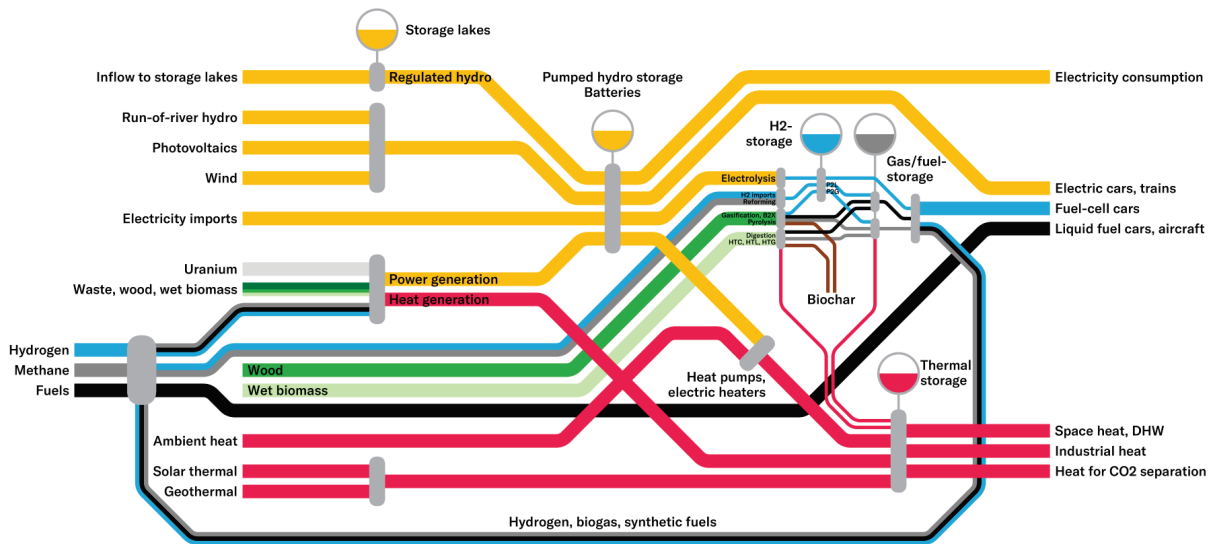 Storage lakes
Inflow to storage lakes
Regulated hydro
Pumped hydro storage
Batteries
Electricity consumption
Run-of-river hydro
Photovoltaics
Wind
H2-
storage
Gas/fuel-
storage
Electrolysis
P2L
P2G
H2 imports
Reforming
Electric cars, trains
Electricity imports
Gasification, B2X
Pyrolysis
Fuel-cell cars
Liquid fuel cars, aircraft
Digestion
HTC, HTL, HTG
Uranium
Power generation
Waste, wood, wet biomass
Heat generation
Biochar
Hydrogen
Methane
Fuels
Wood
Wet biomass
Heat pumps,
electric heaters
Thermal
storage
Ambient heat
Space heat, DHW
Industrial heat
Heat for CO2 separation
Solar thermal
Geothermal
Hydrogen, biogas, synthetic fuels